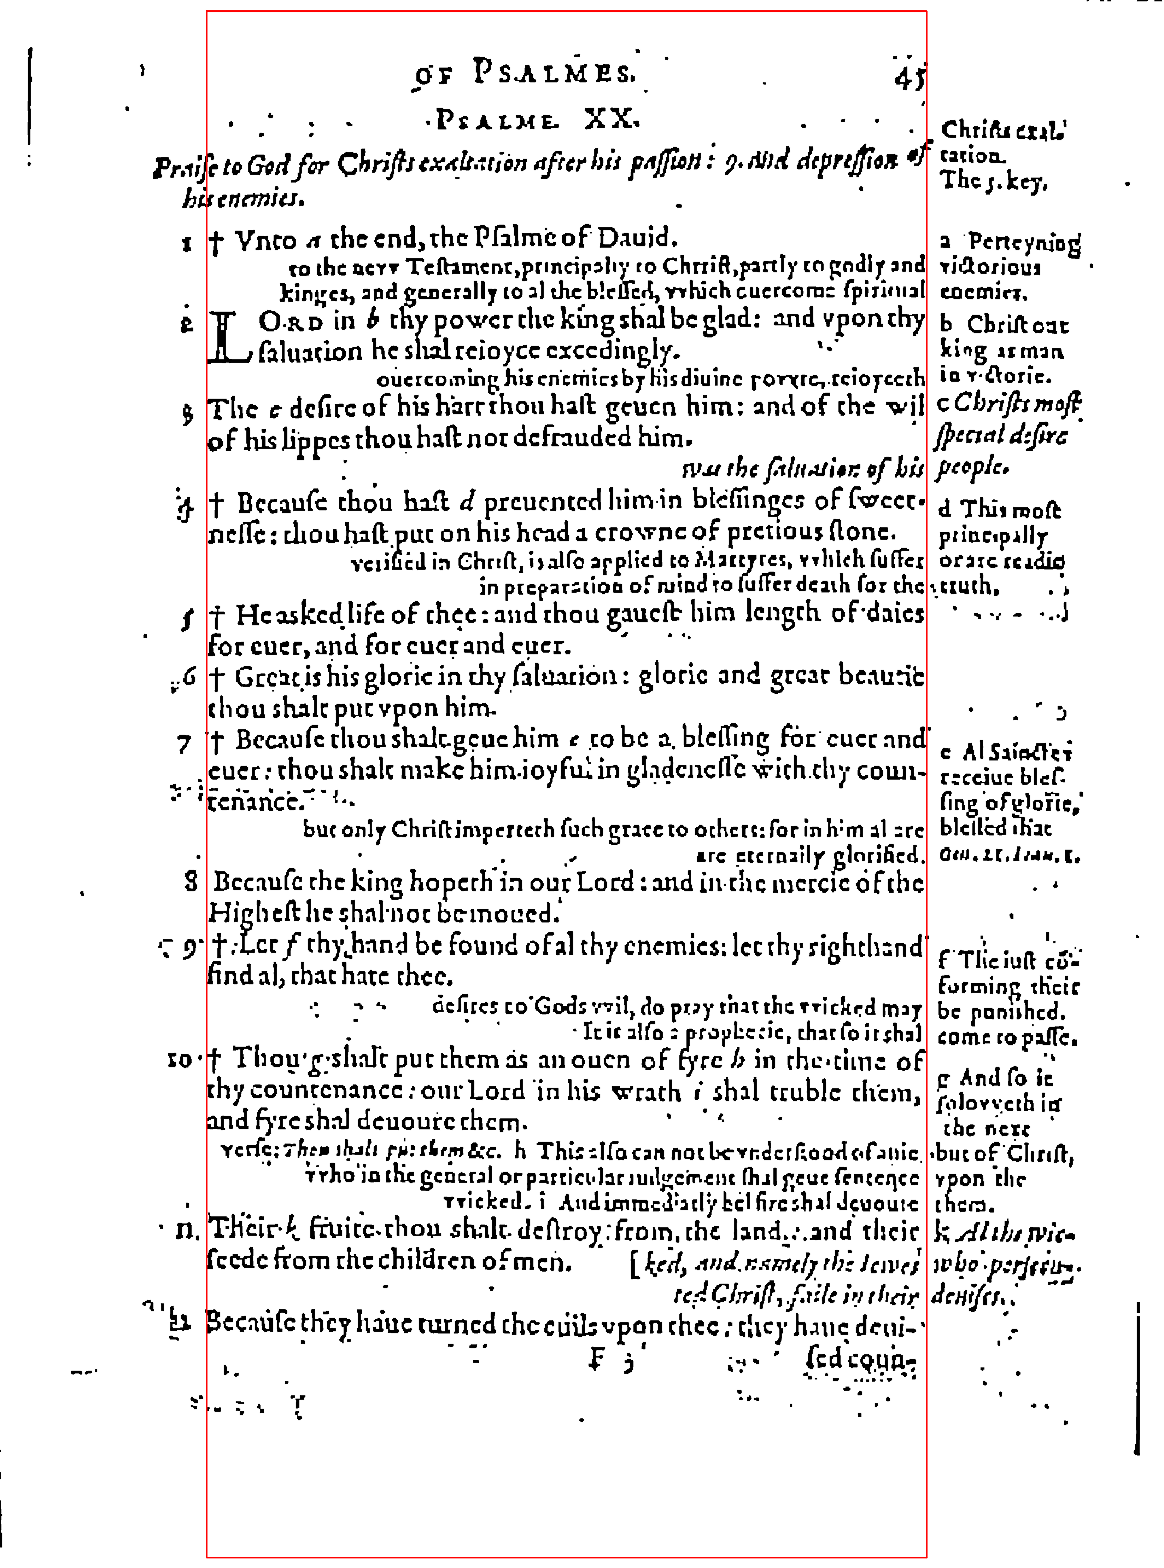 OF PSALMES. 45
PSALME XX.
Praiſe to God for Chriſts exaltation after his paſſion: 9. And depreſſion of
his enemies.
Chriſts exal-
tation.
The 5. key.
1 † Vnto a the end, the Pſalme of Dauid.
a Perteyning
to the nevv Teſtament, principally to Chriſt, partly to godly and victorious
kinges, and generally to al the bleſſed, vvhich euercome ſpiritual enemies.
2 LORD in b thy power the king shal be glad: and vpon thy
ſaluation he shal reioyce excedingly.
b Chriſt our
king as man
ouercoming his enemies by his diuine povvre, reioyceth in victorie.
3 The c deſire of his hart thou haſt geuen him: and of the wil
of his lippes thou haſt not defrauded him.
c Chriſts moſt
ſpecial deſire
was the ſaluation of his people.
4 † Becauſe thou haſt d preuented him in bleſſinges of ſweet-
neſſe: thou haſt put on his head a crowne of pretious ſtone.
d This moſt
principally
verified in Chriſt, is alſo applied to Martyres, vvhich ſuffer or are readie
in preparation of mind to ſuffer death for the truth.
5 † He asked life of thee: and thou gaueſt him length of daies
for euer, and for euer and euer.
6 † Great is his glorie in thy ſaluation: glorie and great beautie
thou shalt put vpon him.
7 † Becauſe thou shalt geue him e to be a bleſſing for euer and
euer: thou shalt make him ioyful in gladeneſſe with thy coun-
tenance.
e Al Sainctes
receiue bleſ-
ſing of glorie,
but only Chriſt imperteth ſuch grace to others: for in him al are bleſſed that
are eternally glorified.
8 Becauſe the king hopeth in our Lord: and in the mercie of the
Higheſt he shal not be moued.
9 † Let f thy hand be found of al thy enemies: let thy right hand
find al, that hate thee.
f The iuſt cõ-
forming their
deſires to Gods vvil, do pray that the vvicked may be punished.
It is alſo a prophecie, that ſo it shal come to paſſe.
10 † Thou g shalt put them as an ouen of fyre h in the time of
thy countenance: our Lord in his wrath i shal truble them,
and fyre shal deuoure them.
g And ſo it
folovveth in
the next
verſe: Thou shalt put them &c. h This alſo can not be vnderſtood of anie, but of Chriſt,
vvho in the general or particular iudgement ſhal geue ſentence vpon the
vvicked. i And immediatly hel fire shal deuoure them.
11 Their k fruite thou shalt deſtroy from the land: and their
ſeede from the children of men.
k Al the wic-
[ked, and namely the Iewes who perſecu-
ted Chriſt, faile in their deuiſes.
12 Becauſe they haue turned the euils vpon thee: they haue deui-
F 3 ſed coun-